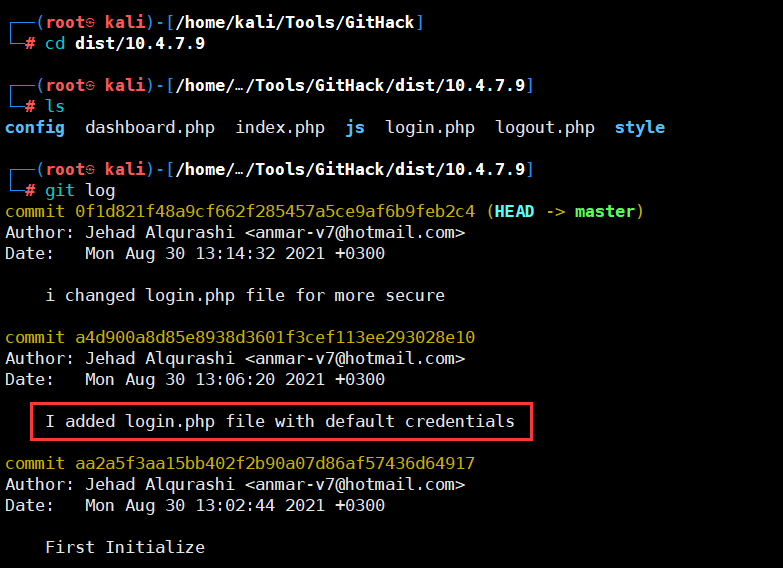 ┌──(root㉿ kali)-[/home/kali/Tools/GitHack]
└─# cd dist/10.4.7.9
┌──(root㉿ kali)-[/home/…/Tools/GitHack/dist/10.4.7.9]
└─# ls
config dashboard.php index.php js login.php logout.php style
┌──(root㉿ kali)-[/home/…/Tools/GitHack/dist/10.4.7.9]
└─# git log
commit 0f1d821f48a9cf662f285457a5ce9af6b9feb2c4 (HEAD -> master)
Author: Jehad Alqurashi <anmar-v7@hotmail.com>
Date:   Mon Aug 30 13:14:32 2021 +0300
i changed login.php file for more secure
commit a4d900a8d85e8938d3601f3cef113ee293028e10
Author: Jehad Alqurashi <anmar-v7@hotmail.com>
Date:   Mon Aug 30 13:06:20 2021 +0300
I added login.php file with default credentials
commit aa2a5f3aa15bb402f2b90a07d86af57436d64917
Author: Jehad Alqurashi <anmar-v7@hotmail.com>
Date:   Mon Aug 30 13:02:44 2021 +0300
First Initialize